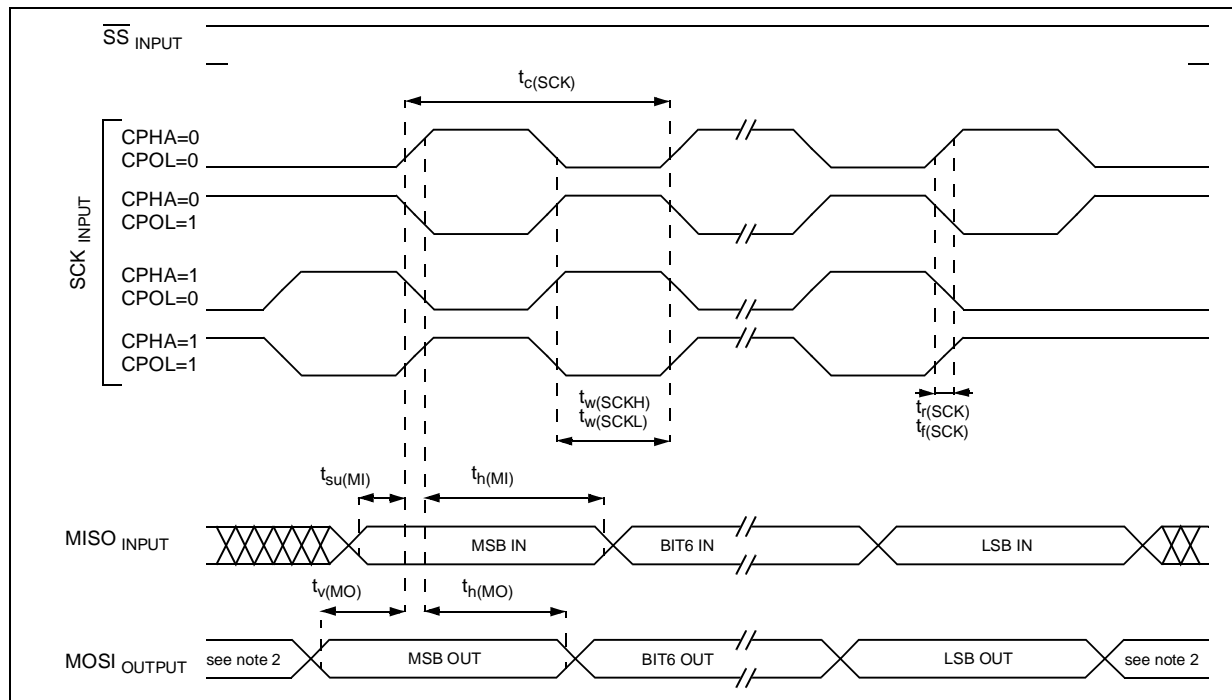 SS INPUT
tc(SCK)
SCK INPUT
CPHA=0
CPOL=0
CPHA=0
CPOL=1
CPHA=1
CPOL=0
CPHA=1
CPOL=1
tw(SCKH)
tw(SCKL)
tr(SCK)
tf(SCK)
tsu(MI)
th(MI)
MISO INPUT
MSB IN
BIT6 IN
LSB IN
tv(MO)
th(MO)
MOSI OUTPUT
see note 2
MSB OUT
BIT6 OUT
LSB OUT
see note 2